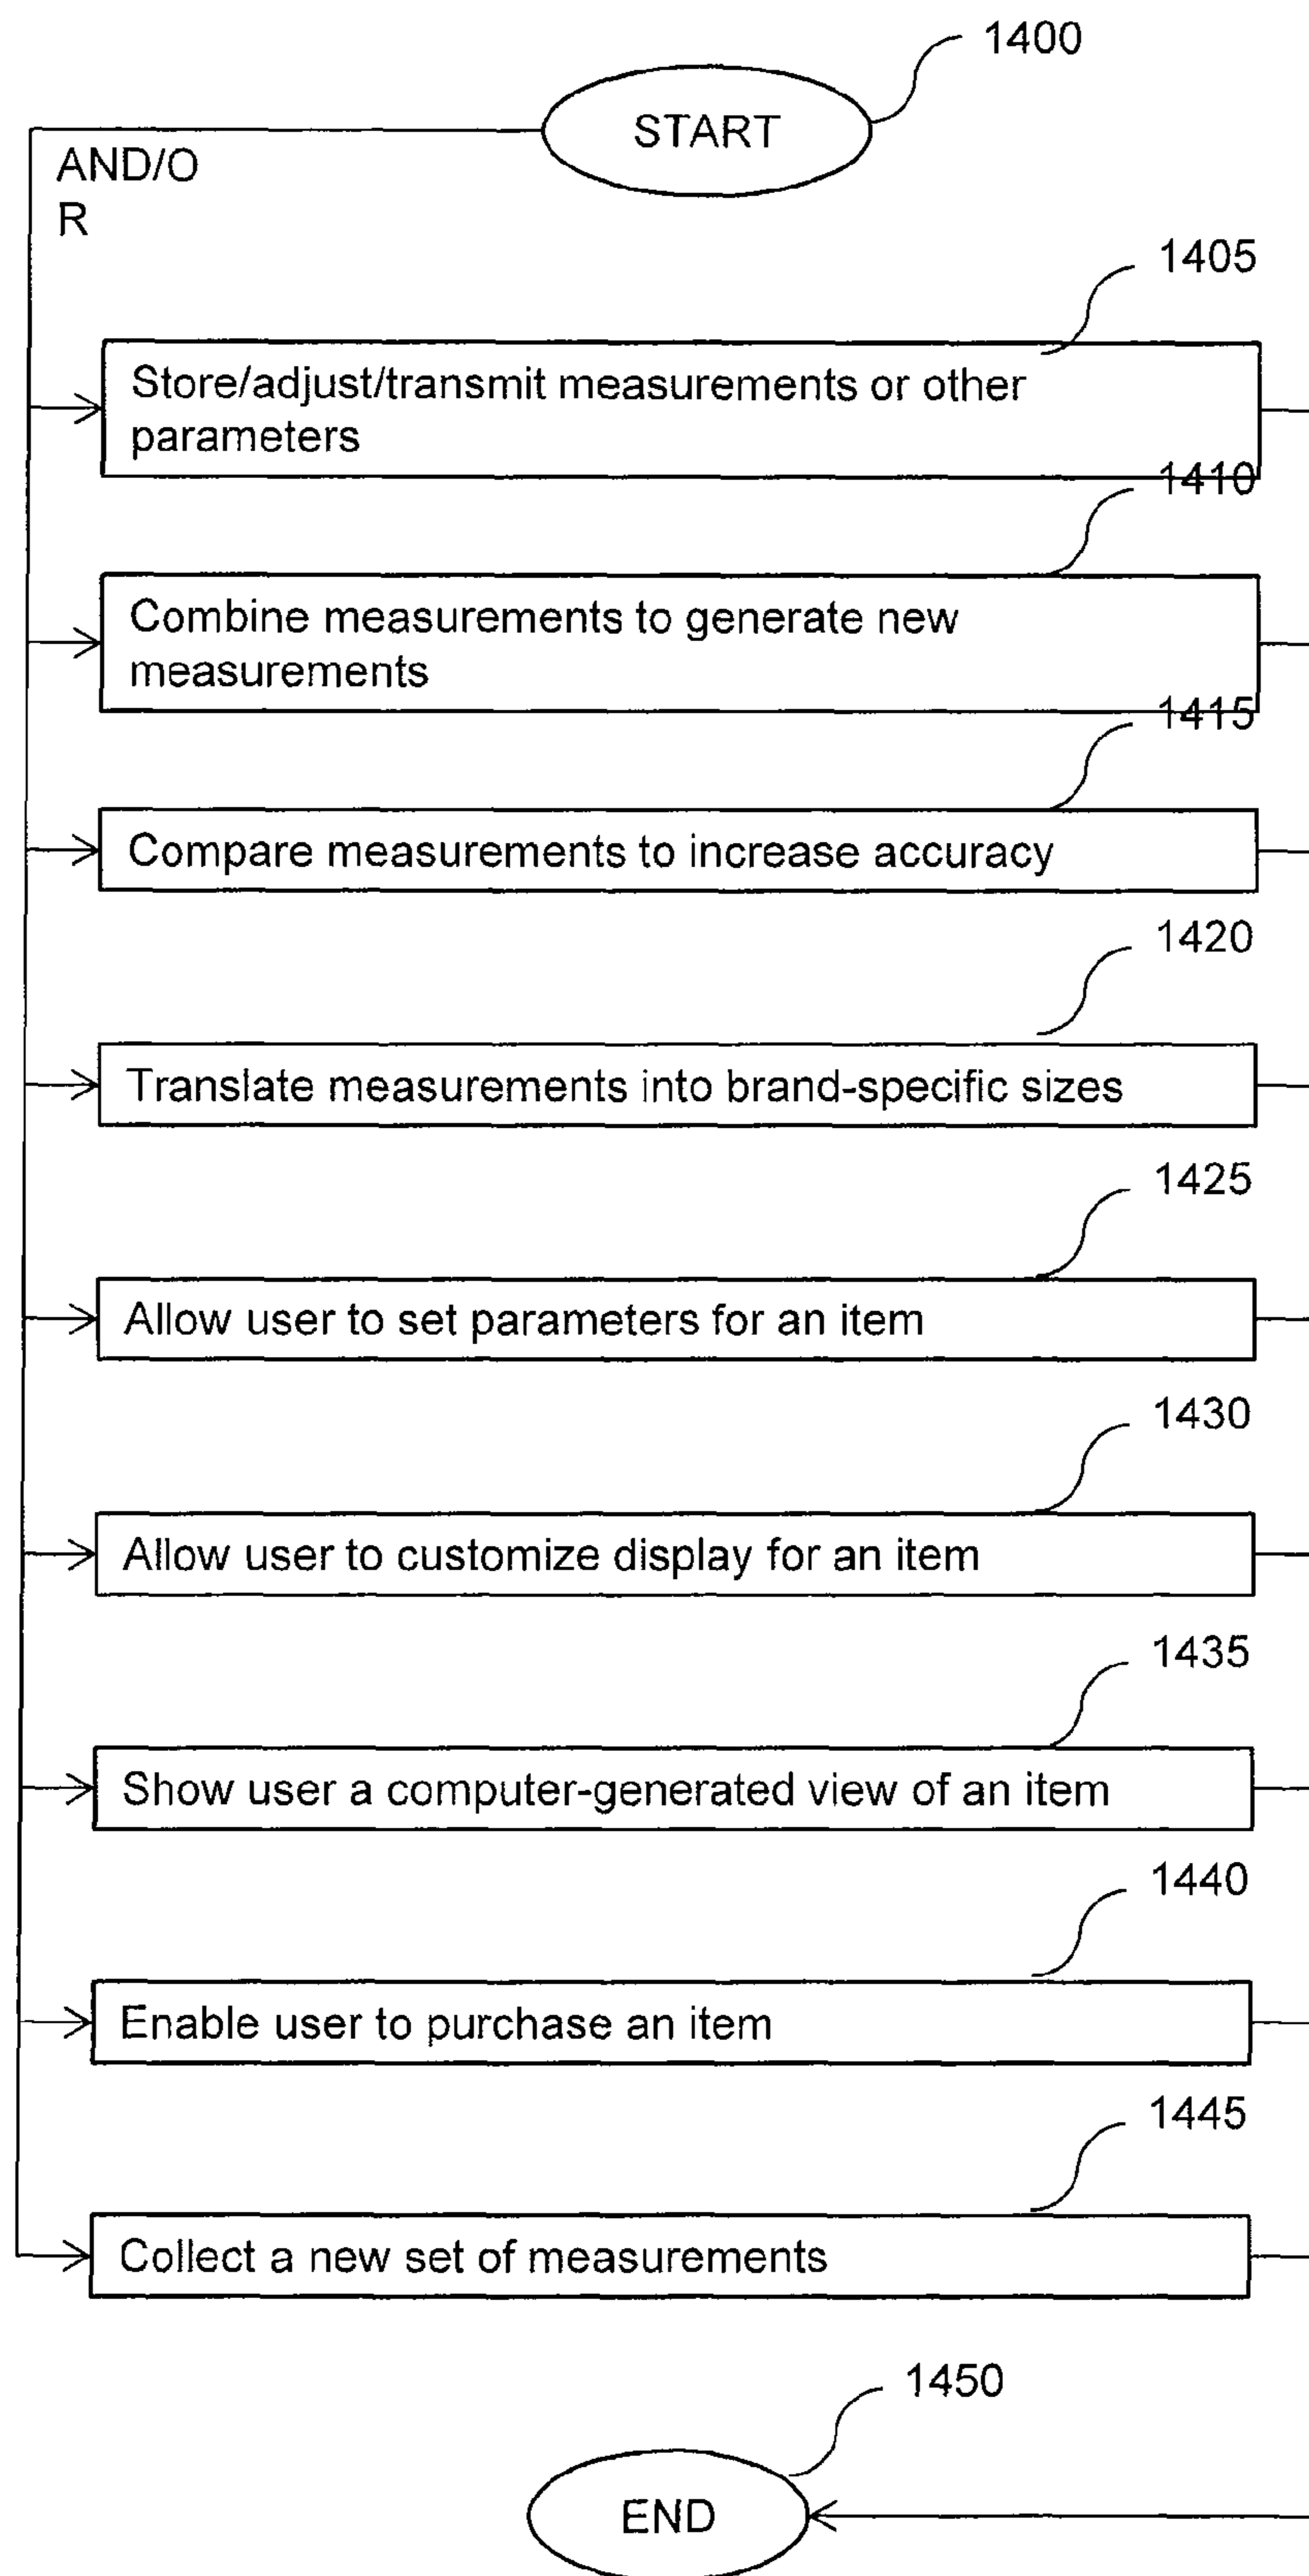 1400
START
AND/O
R
1405
Store/adjust/transmit measurements or other
parameters
1410
Combine measurements to generate new
measurements
1415
Compare measurements to increase accuracy
1420
Translate measurements into brand-specific sizes
1425
Allow user to set parameters for an item
1430
Allow user to customize display for an item
1435
Show user a computer-generated view of an item
1440
Enable user to purchase an item
1445
Collect a new set of measurements
1450
END